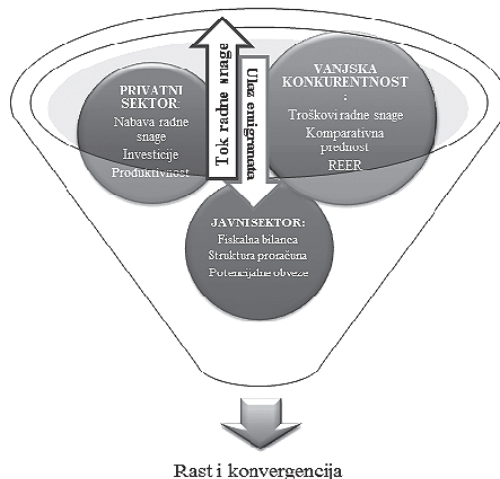 PRIVATNI
SEKTOR:
Nabava radne
snage
Investicije
Produktivnost
Tok radne snage
Uloz emigranata
VANJSKA
KONKURENTNOST
:
Troškovi radne snage
Komparativna
prednost
REER
JAVNI SEKTOR:
Fiskalna bilanca
Struktura proračuna
Potencijalne obveze
Rast i konvergencija